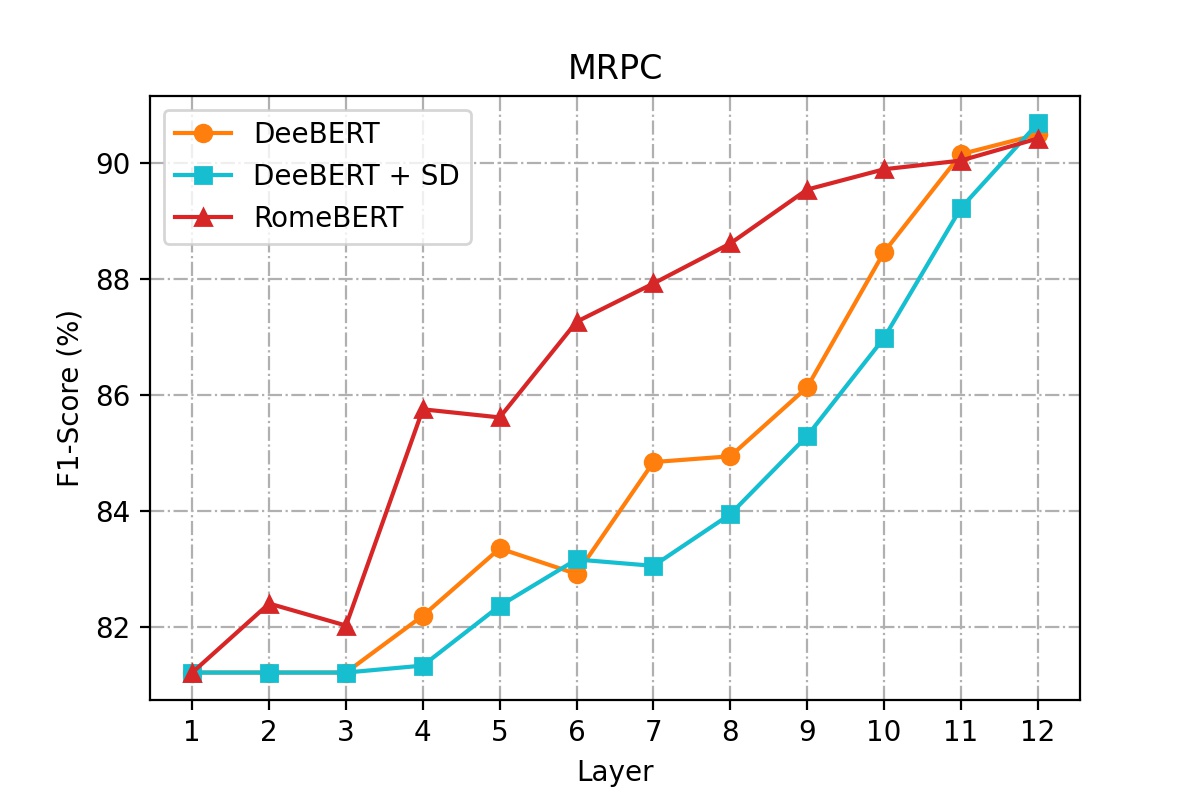 MRPC
DeeBERT
DeeBERT + SD
RomeBERT
F1-Score (%)
90
88
86
84
82
1 2 3 4 5 6 7 8 9 10 11 12
Layer